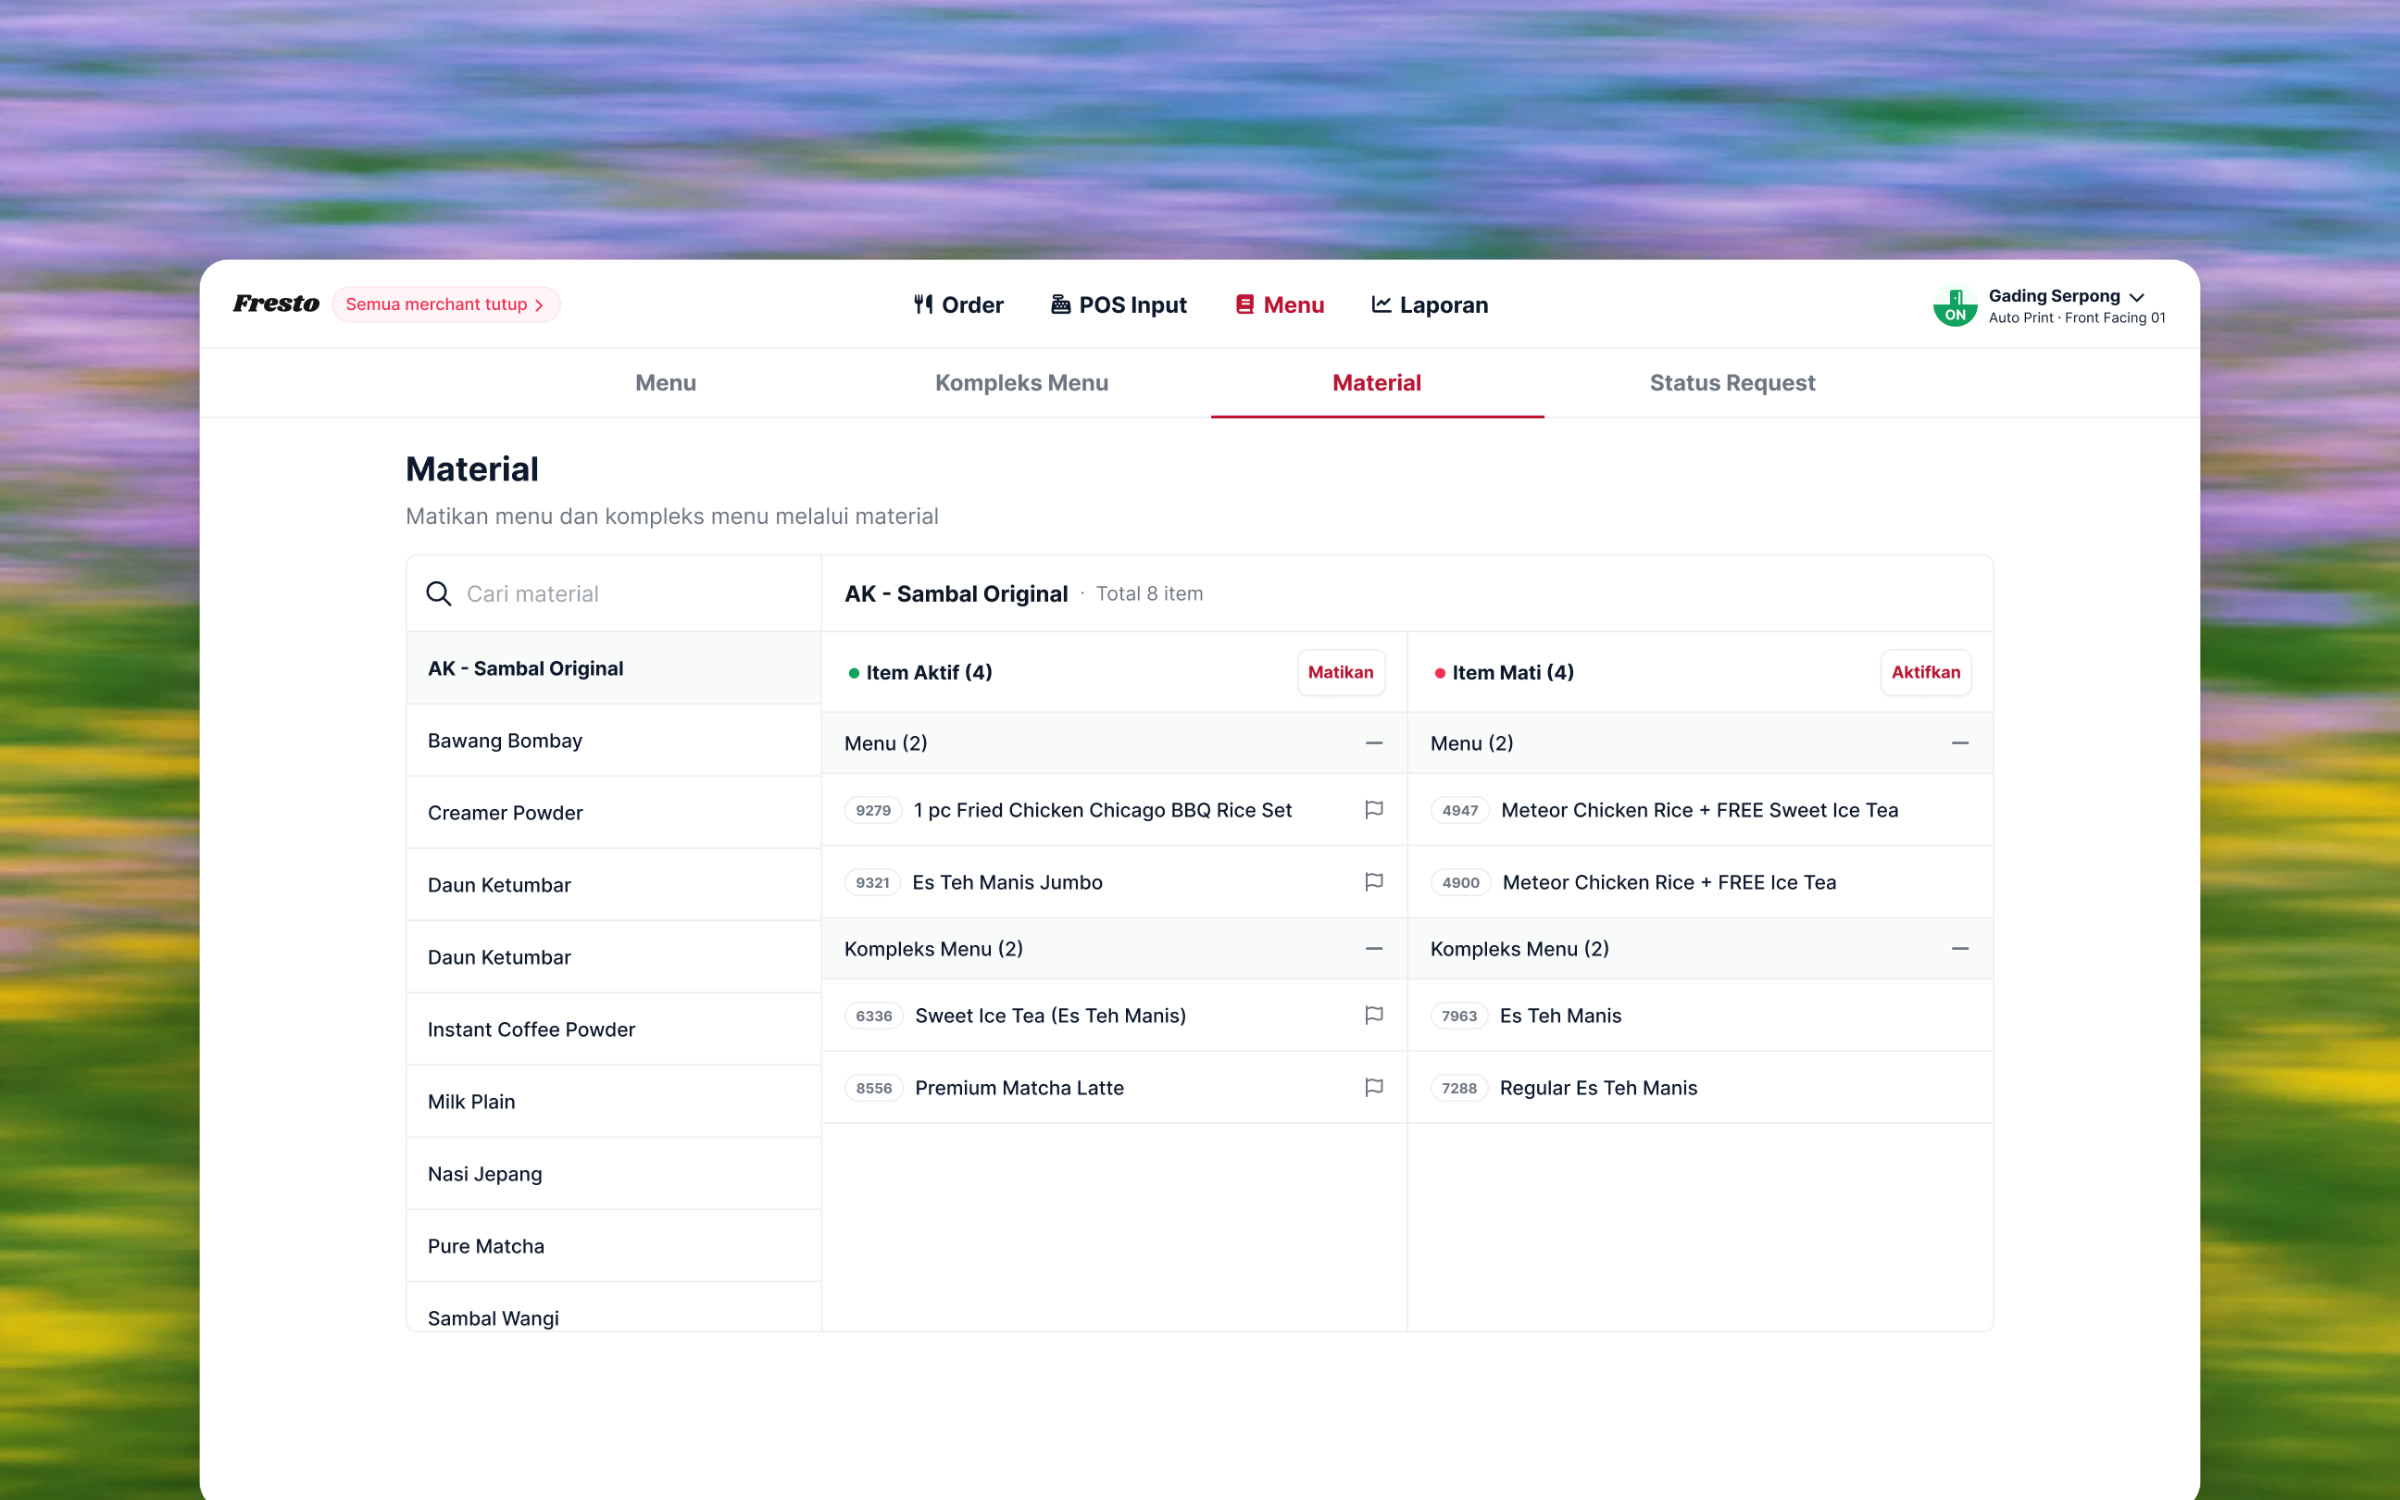 Fresto
Semua merchant tutup
Order
POS Input
Menu
Laporan
ON
Gading Serpong
Auto Print · Front Facing 01
Menu
Kompleks Menu
Material
Status Request
Material
Matikan menu dan kompleks menu melalui material
Cari material
AK - Sambal Original
Bawang Bombay
Creamer Powder
Daun Ketumbar
Daun Ketumbar
Instant Coffee Powder
Milk Plain
Nasi Jepang
Pure Matcha
Sambal Wangi
AK - Sambal Original · Total 8 item
Item Aktif (4)
Matikan
Menu (2)
9279 1 pc Fried Chicken Chicago BBQ Rice Set
9321 Es Teh Manis Jumbo
Kompleks Menu (2)
6336 Sweet Ice Tea (Es Teh Manis)
8556 Premium Matcha Latte
Item Mati (4)
Aktifkan
Menu (2)
4947 Meteor Chicken Rice + FREE Sweet Ice Tea
4900 Meteor Chicken Rice + FREE Ice Tea
Kompleks Menu (2)
7963 Es Teh Manis
7288 Regular Es Teh Manis